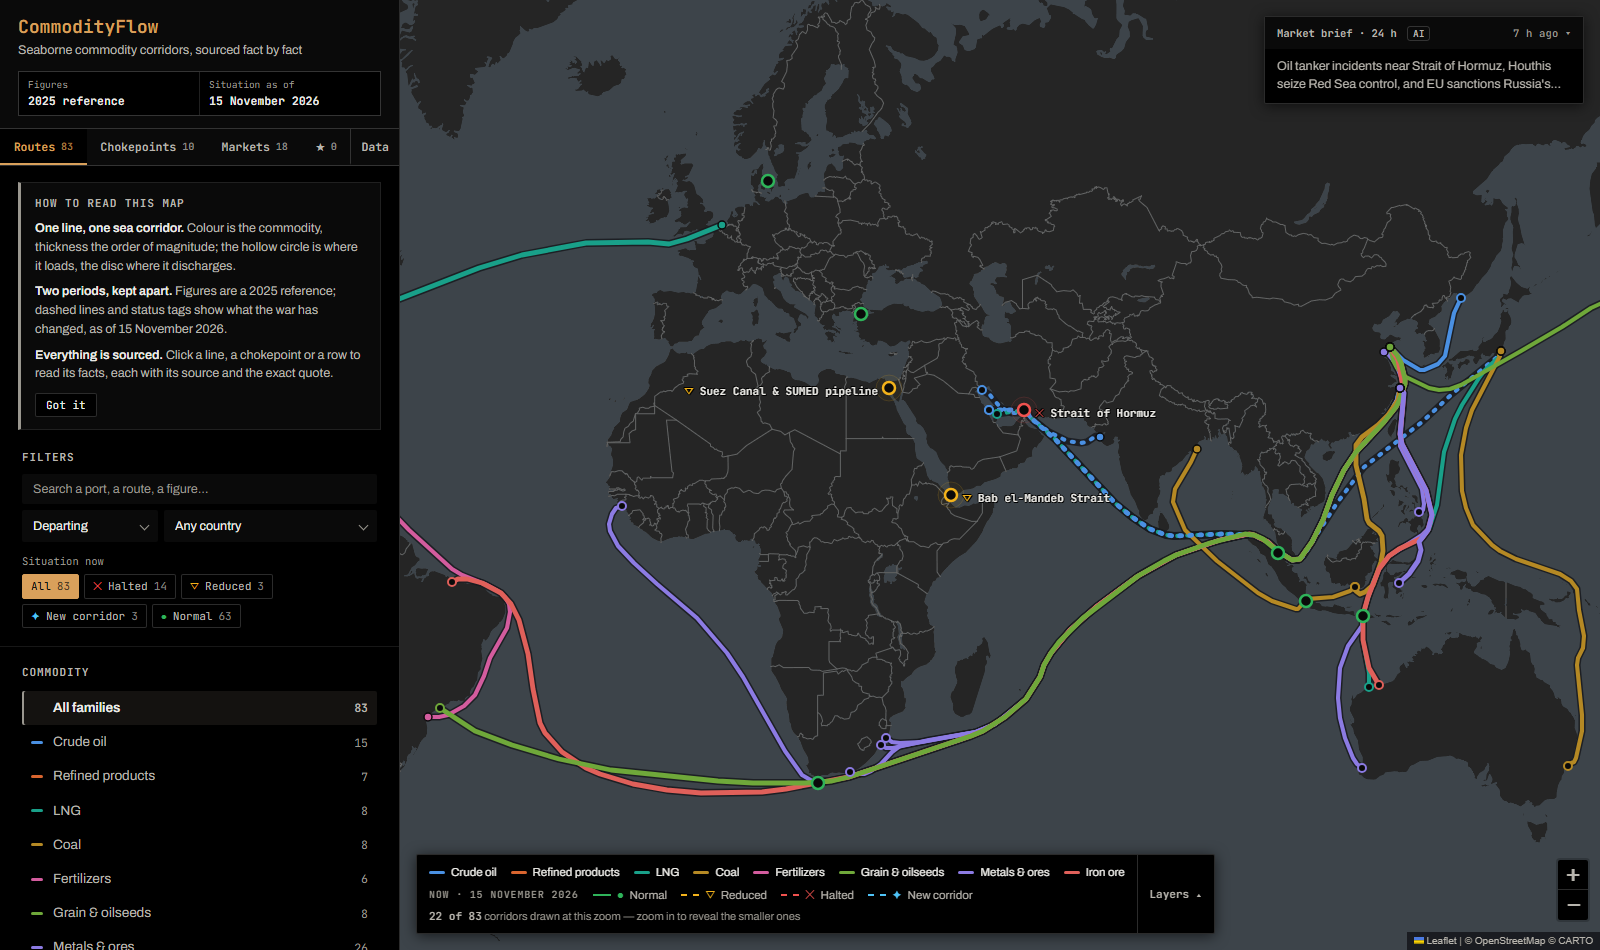 CommodityFlow
Seaborne commodity corridors, sourced fact by fact
Figures
2025 reference
Situation as of
15 November 2026
Routes 83
Chokepoints 10
Markets 18
★ 0
Data
HOW TO READ THIS MAP
One line, one sea corridor. Colour is the commodity,
thickness the order of magnitude; the hollow circle is where
it loads, the disc where it discharges.
Two periods, kept apart. Figures are a 2025 reference;
dashed lines and status tags show what the war has
changed, as of 15 November 2026.
Everything is sourced. Click a line, a chokepoint or a row to
read its facts, each with its source and the exact quote.
Got it
FILTERS
Search a port, a route, a figure...
Departing
Any country
Situation now
All 83
Halted 14
Reduced 3
New corridor 3
Normal 63
COMMODITY
All families 83
Crude oil 15
Refined products 7
LNG 8
Coal 8
Fertilizers 6
Grain & oilseeds 8
Metals & ores 26
Market brief · 24 h AI 7 h ago
Oil tanker incidents near Strait of Hormuz, Houthis
seize Red Sea control, and EU sanctions Russia's...
Suez Canal & SUMED pipeline
Strait of Hormuz
Bab el-Mandeb Strait
Crude oil Refined products LNG Coal Fertilizers Grain & oilseeds Metals & ores Iron ore
NOW · 15 NOVEMBER 2026 Normal Reduced Halted New corridor
22 of 83 corridors drawn at this zoom — zoom in to reveal the smaller ones
Layers
+
−
Leaflet | © OpenStreetMap © CARTO